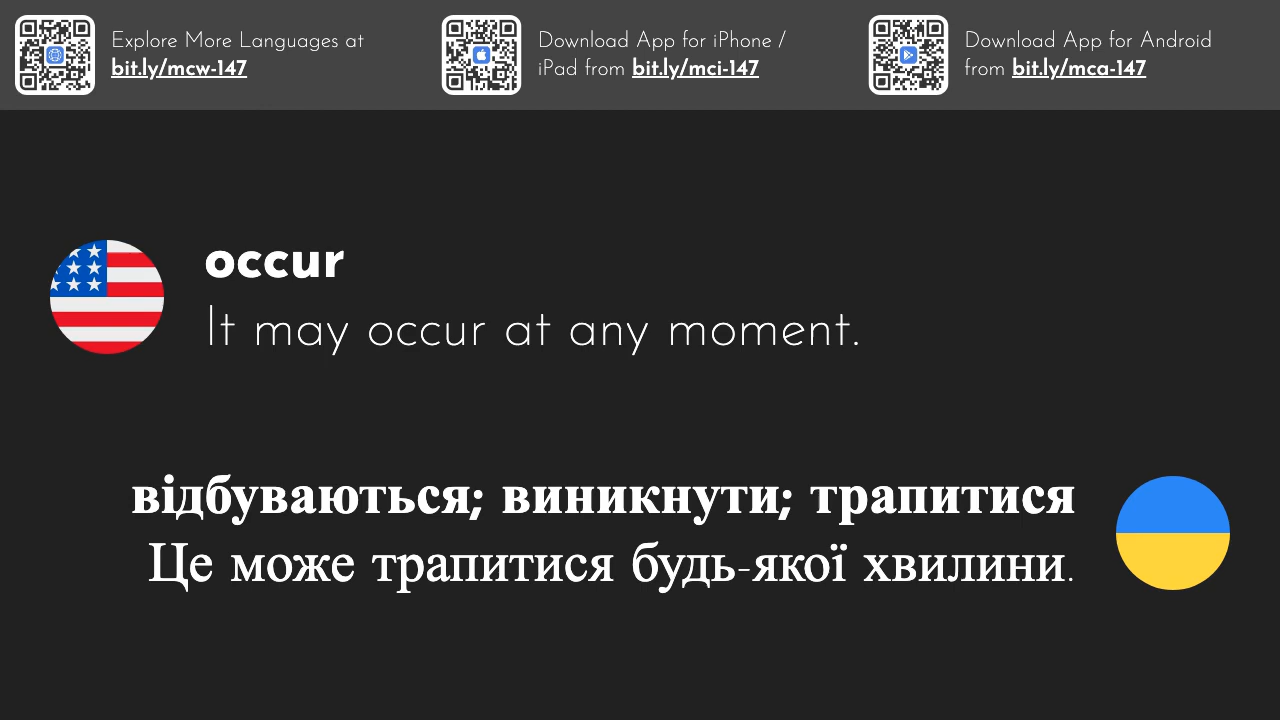 Explore More Languages at
bit.ly/mcw-147
Download App for iPhone /
iPad from bit.ly/mci-147
Download App for Android
from bit.ly/mca-147
occur
It may occur at any moment.
відбуваються; виникнути; трапитися
Це може трапитися будь-якої хвилини.